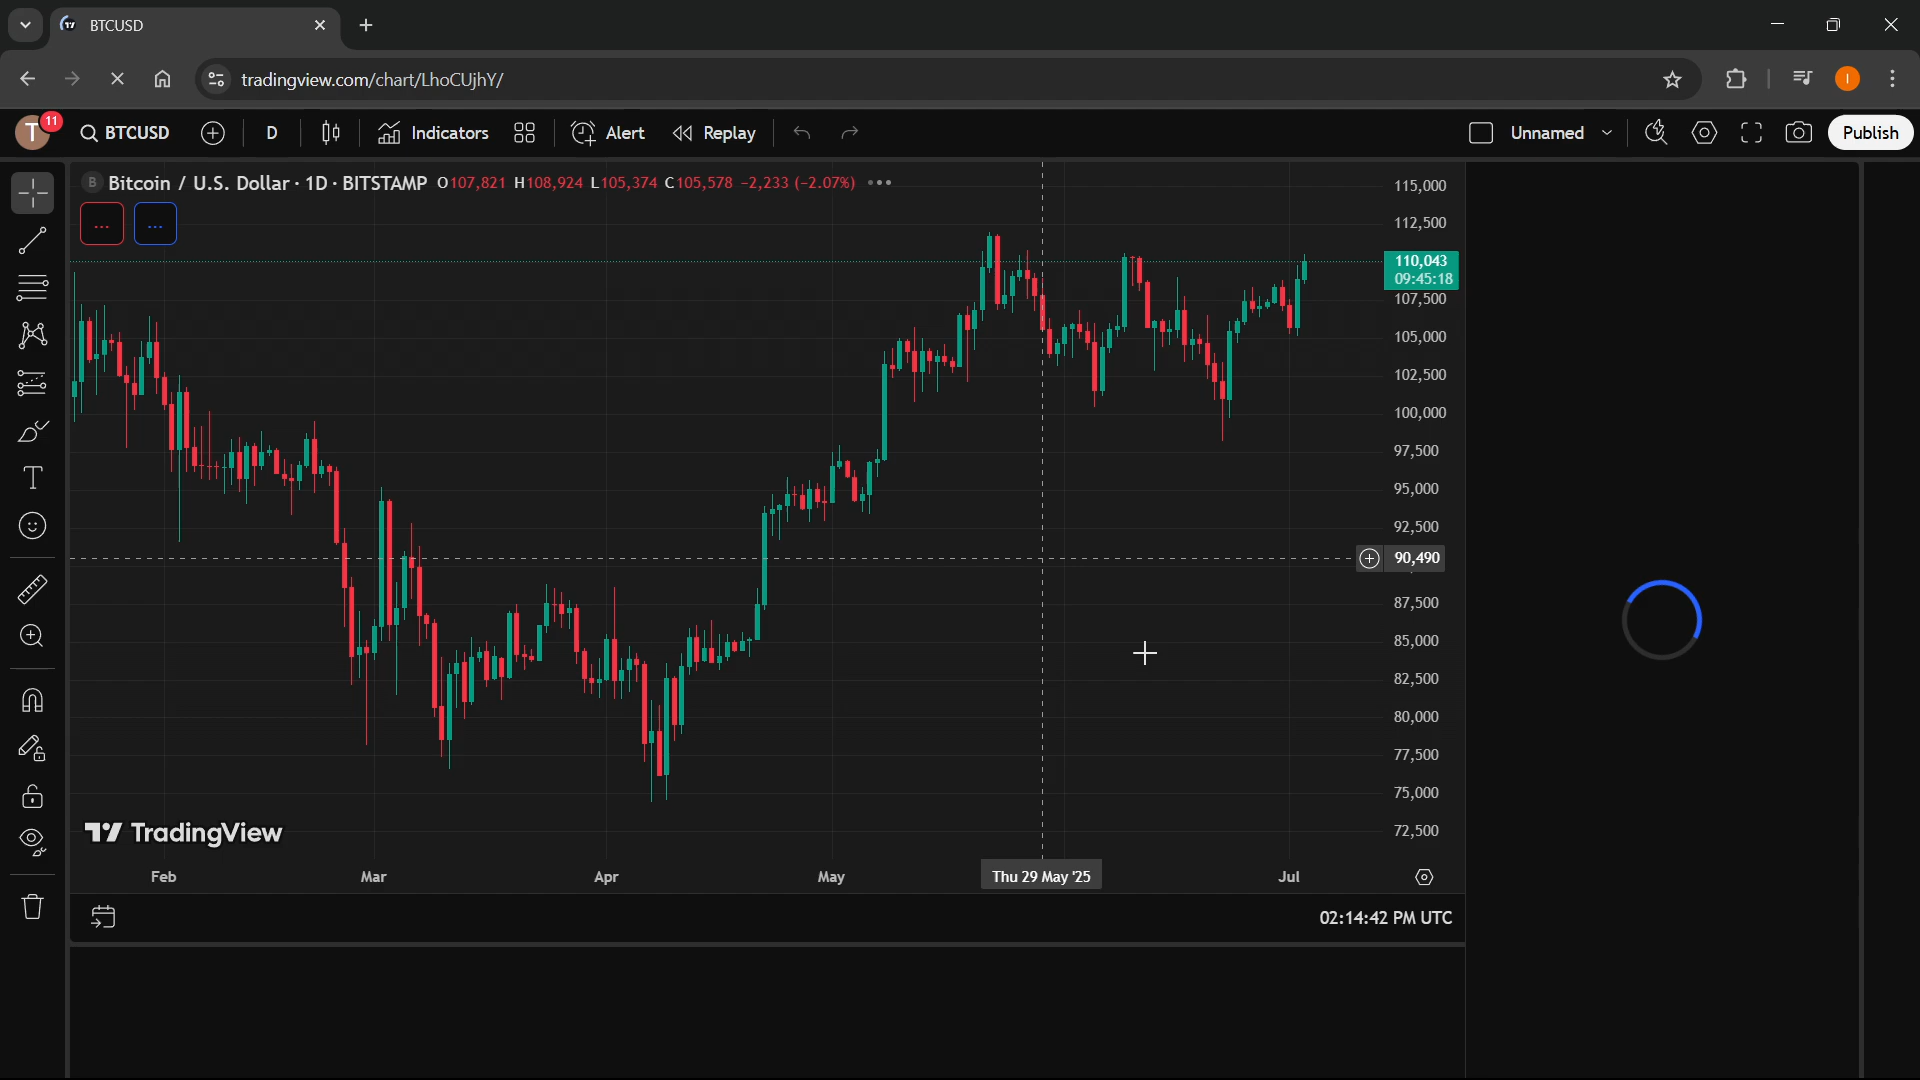 BTCUSD
tradingview.com/chart/LhoCUjhY/
I
T
11
BTCUSD
D
Indicators
Alert
Replay
Unnamed
Publish
B Bitcoin / U.S. Dollar · 1D · BITSTAMP O107,821 H108,924 L105,374 C105,578 −2,233 (−2.07%)
115,000
112,500
110,043
09:45:18
107,500
105,000
102,500
100,000
97,500
95,000
92,500
90,490
87,500
85,000
82,500
80,000
77,500
75,000
72,500
TradingView
Feb
Mar
Apr
May
Thu 29 May '25
Jul
02:14:42 PM UTC